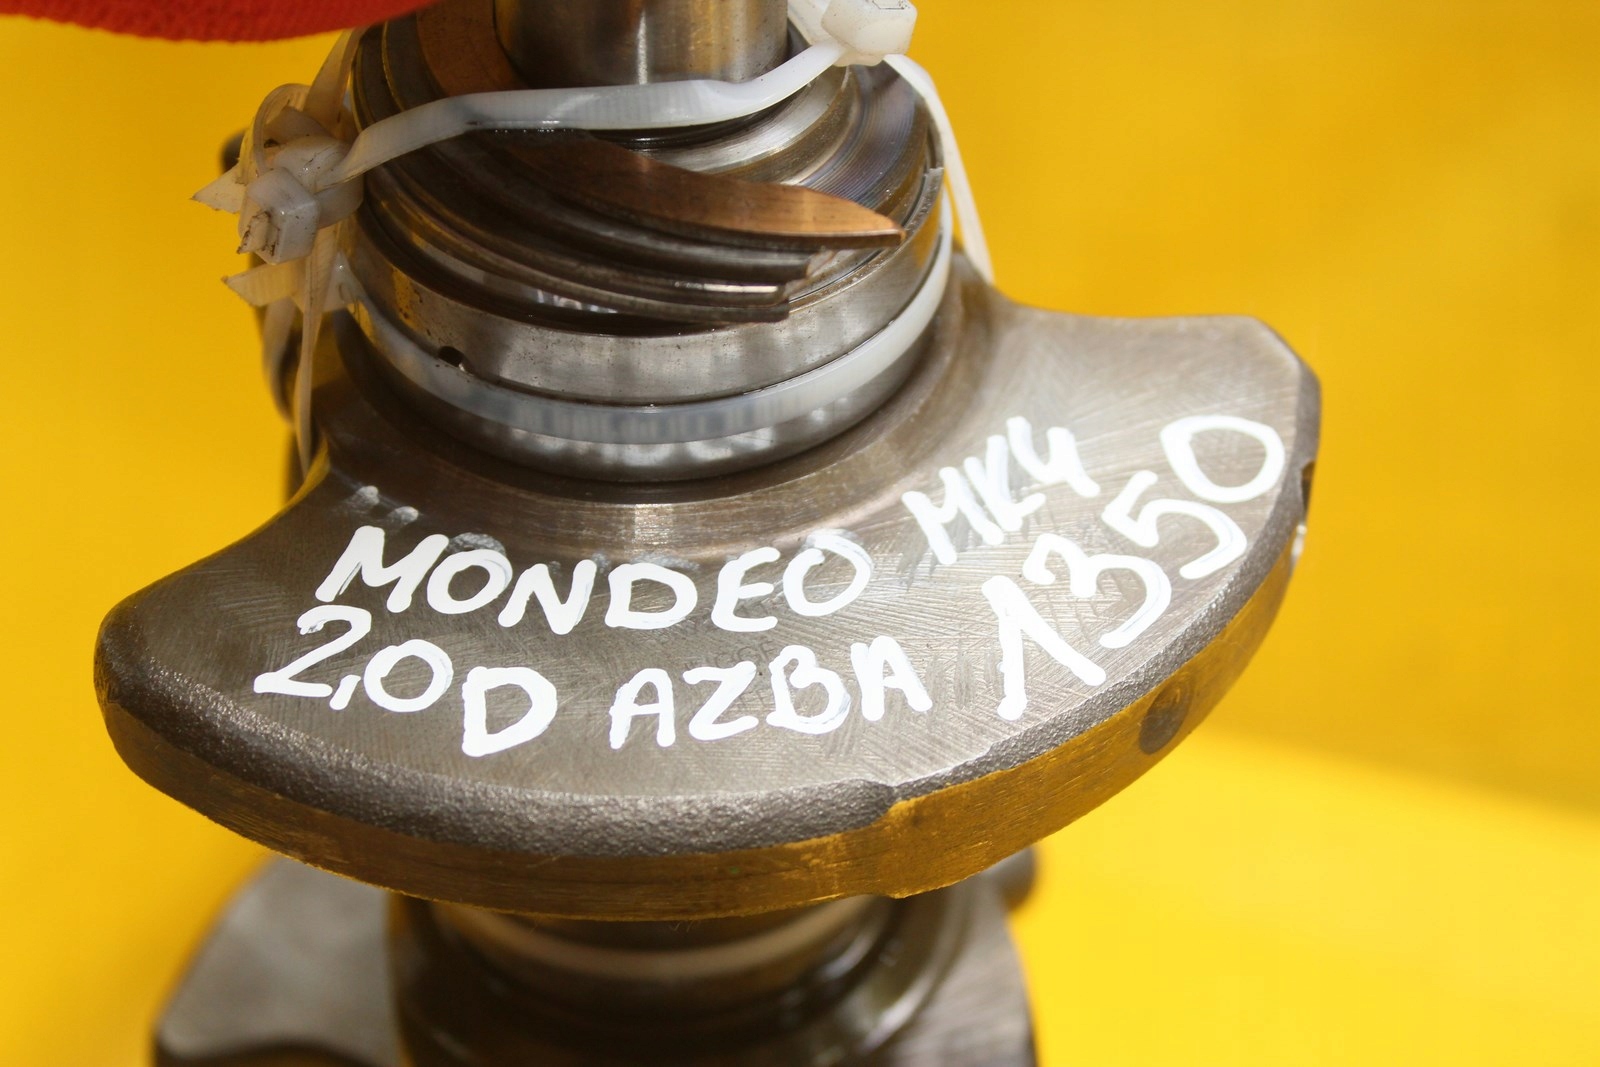 MONDEO MK4
2,0D AZBA 1350